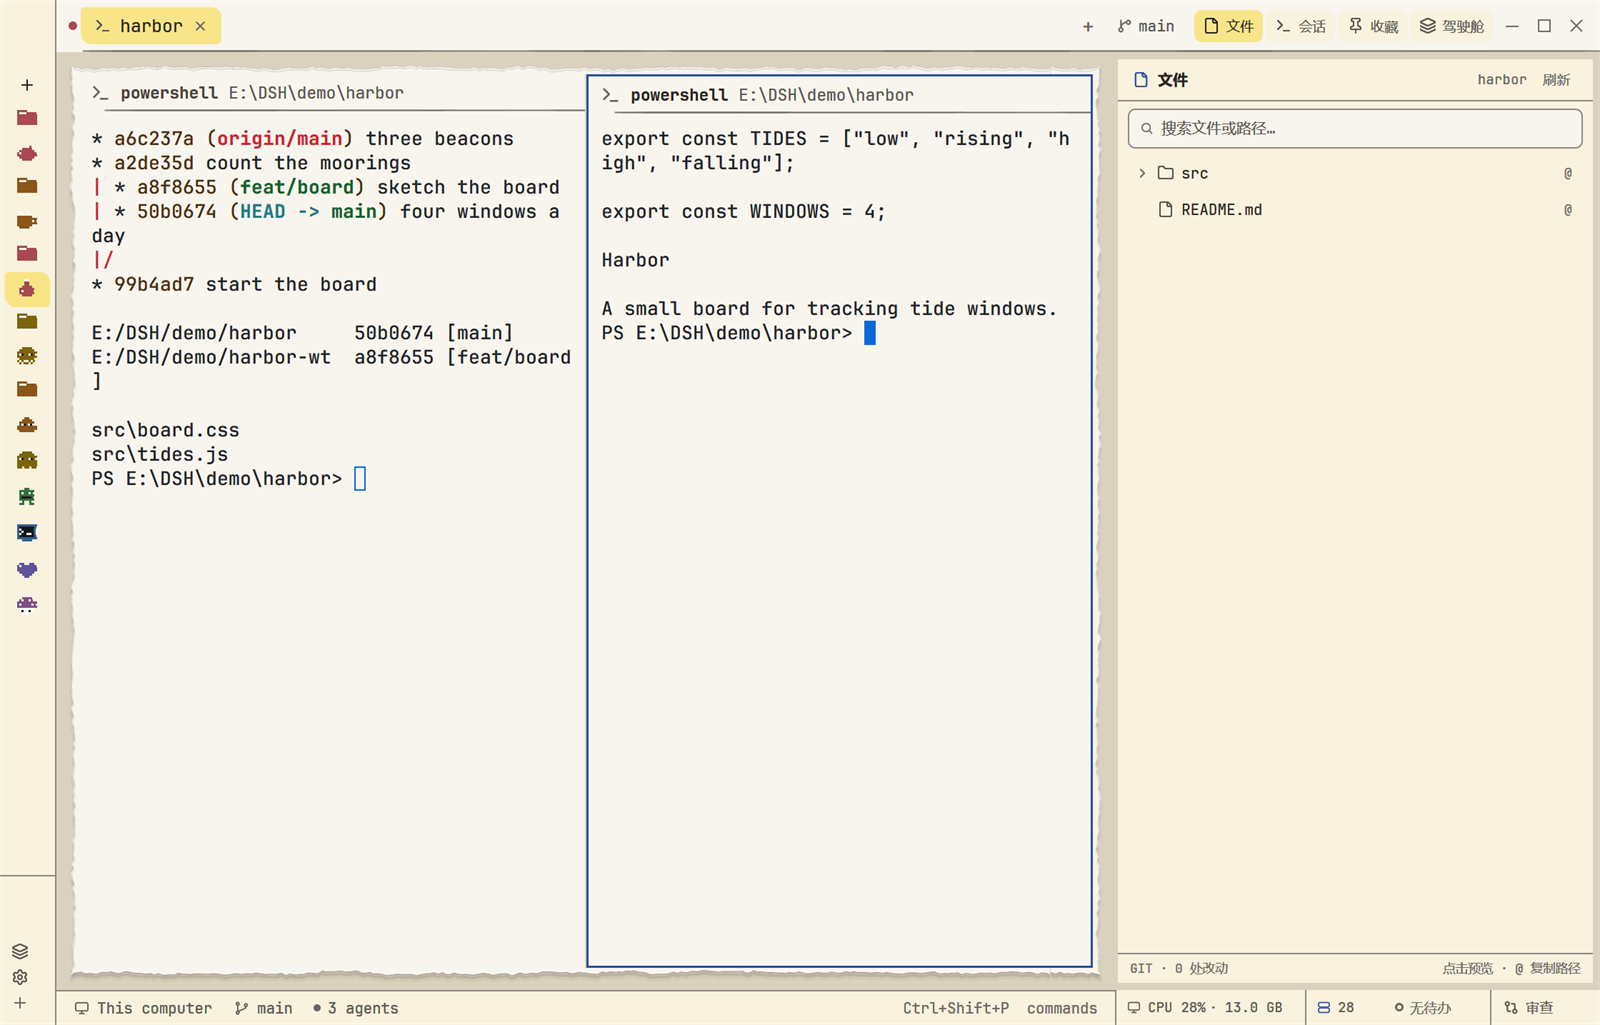 harbor
main
文件
会话
收藏
驾驶舱
powershell E:\DSH\demo\harbor
* a6c237a (origin/main) three beacons
* a2de35d count the moorings
| * a8f8655 (feat/board) sketch the board
| * 50b0674 (HEAD -> main) four windows a
day
|/
* 99b4ad7 start the board
E:/DSH/demo/harbor     50b0674 [main]
E:/DSH/demo/harbor-wt  a8f8655 [feat/board
]
src\board.css
src\tides.js
PS E:\DSH\demo\harbor>
powershell E:\DSH\demo\harbor
export const TIDES = ["low", "rising", "h
igh", "falling"];
export const WINDOWS = 4;
Harbor
A small board for tracking tide windows.
PS E:\DSH\demo\harbor>
文件 harbor 刷新
搜索文件或路径…
src @
README.md @
GIT · 0 处改动 点击预览 · @ 复制路径
This computer main 3 agents Ctrl+Shift+P commands CPU 28% · 13.0 GB 28 无待办 审查